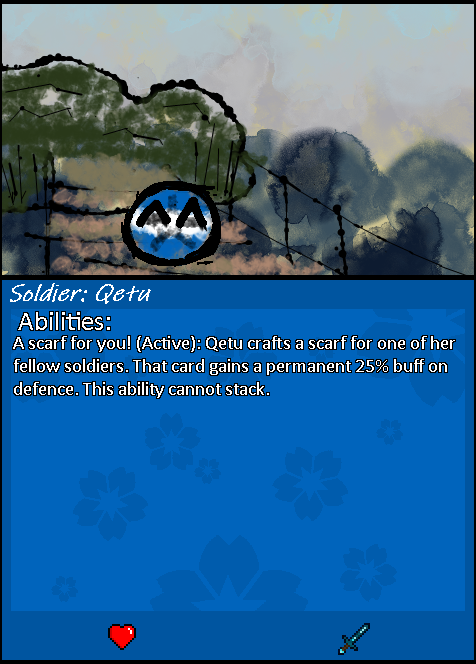 Soldier: Qetu
Abilities:
A scarf for you! (Active): Qetu crafts a scarf for one of her
fellow soldiers. That card gains a permanent 25% buff on
defence. This ability cannot stack.